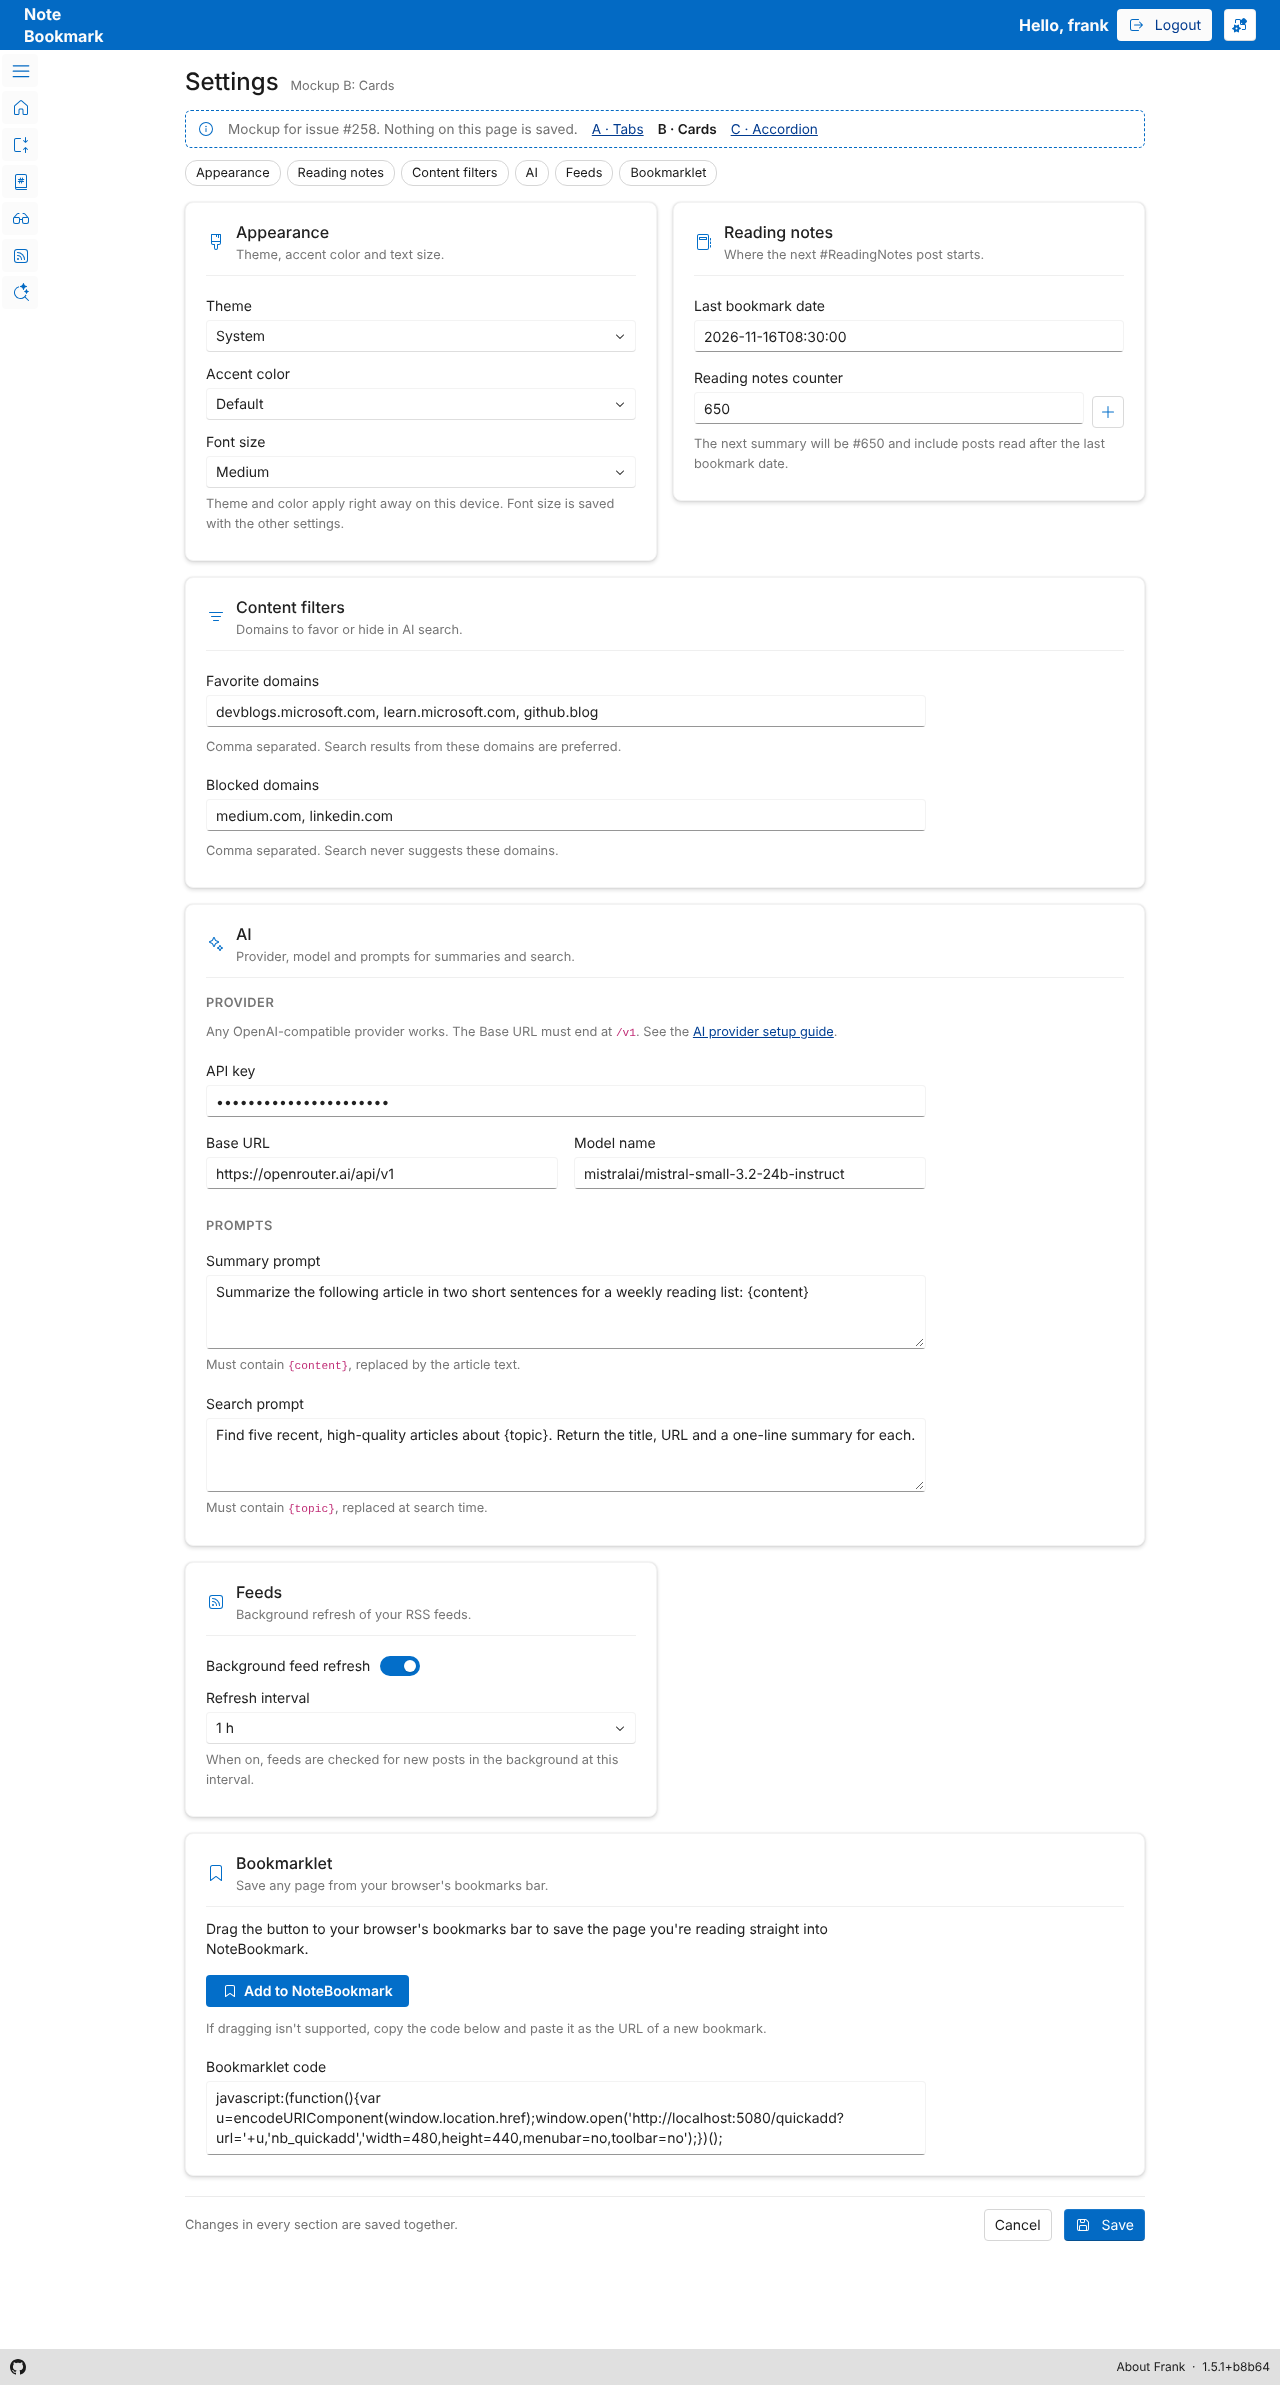 Note
Bookmark
Hello, frank
Logout
Settings
Mockup B: Cards
Mockup for issue #258. Nothing on this page is saved. A · Tabs B · Cards C · Accordion
Appearance
Reading notes
Content filters
AI
Feeds
Bookmarklet
Appearance
Theme, accent color and text size.
Theme
System
Accent color
Default
Font size
Medium
Theme and color apply right away on this device. Font size is saved
with the other settings.
Reading notes
Where the next #ReadingNotes post starts.
Last bookmark date
2026-11-16T08:30:00
Reading notes counter
650
The next summary will be #650 and include posts read after the last
bookmark date.
Content filters
Domains to favor or hide in AI search.
Favorite domains
devblogs.microsoft.com, learn.microsoft.com, github.blog
Comma separated. Search results from these domains are preferred.
Blocked domains
medium.com, linkedin.com
Comma separated. Search never suggests these domains.
AI
Provider, model and prompts for summaries and search.
PROVIDER
Any OpenAI-compatible provider works. The Base URL must end at /v1. See the AI provider setup guide.
API key
••••••••••••••••••••••
Base URL
https://openrouter.ai/api/v1
Model name
mistralai/mistral-small-3.2-24b-instruct
PROMPTS
Summary prompt
Summarize the following article in two short sentences for a weekly reading list: {content}
Must contain {content}, replaced by the article text.
Search prompt
Find five recent, high-quality articles about {topic}. Return the title, URL and a one-line summary for each.
Must contain {topic}, replaced at search time.
Feeds
Background refresh of your RSS feeds.
Background feed refresh
Refresh interval
1 h
When on, feeds are checked for new posts in the background at this
interval.
Bookmarklet
Save any page from your browser's bookmarks bar.
Drag the button to your browser's bookmarks bar to save the page you're reading straight into
NoteBookmark.
Add to NoteBookmark
If dragging isn't supported, copy the code below and paste it as the URL of a new bookmark.
Bookmarklet code
javascript:(function(){var
u=encodeURIComponent(window.location.href);window.open('http://localhost:5080/quickadd?
url='+u,'nb_quickadd','width=480,height=440,menubar=no,toolbar=no');})();
Changes in every section are saved together.
Cancel
Save
About Frank · 1.5.1+b8b64